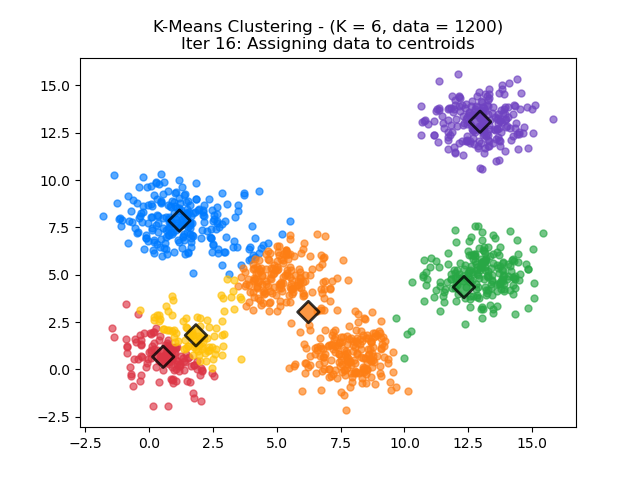 K-Means Clustering - (K = 6, data = 1200)
Iter 16: Assigning data to centroids
15.0
12.5
10.0
7.5
5.0
2.5
0.0
−2.5
−2.5 0.0 2.5 5.0 7.5 10.0 12.5 15.0